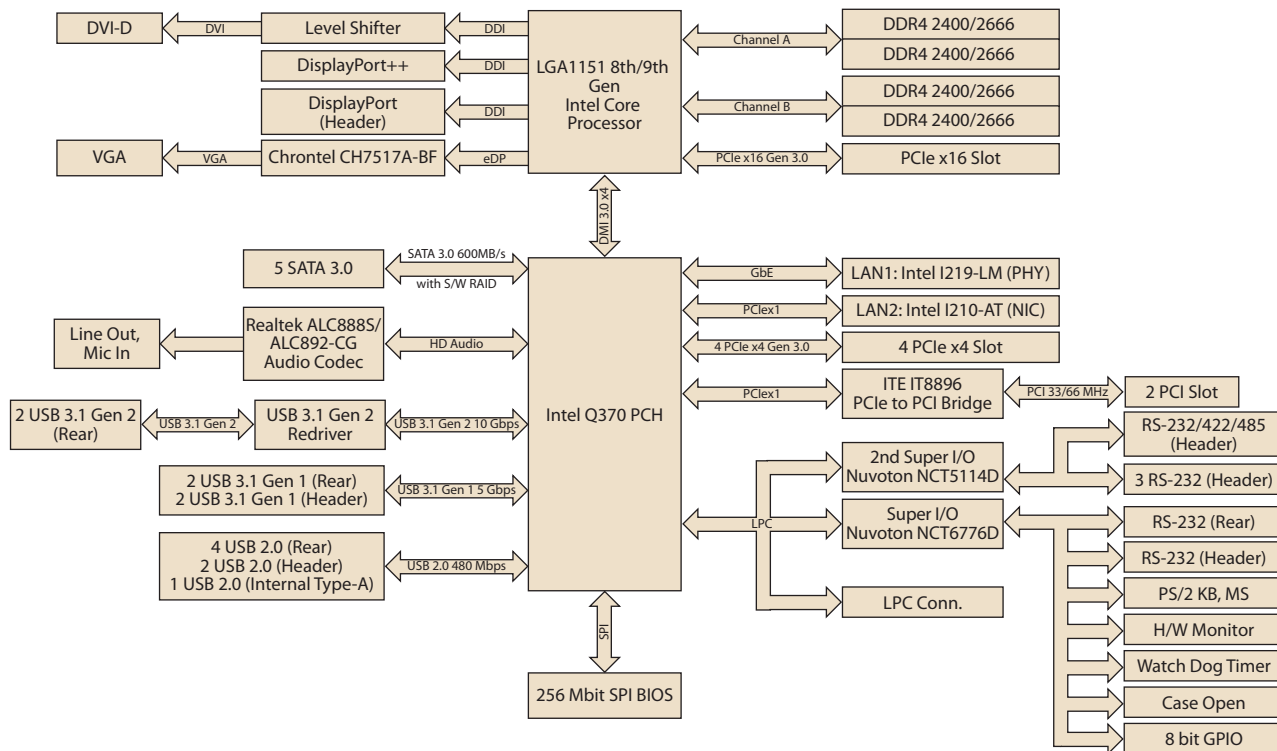 DVI-D
DVI
Level Shifter
DDI
DisplayPort++
DDI
DisplayPort
(Header)
DDI
VGA
VGA
Chrontel CH7517A-BF
eDP
LGA1151 8th/9th
Gen
Intel Core
Processor
Channel A
DDR4 2400/2666
DDR4 2400/2666
Channel B
DDR4 2400/2666
DDR4 2400/2666
PCIe x16 Gen 3.0
PCIe x16 Slot
DMI 3.0 x4
5 SATA 3.0
SATA 3.0 600MB/s
with S/W RAID
Line Out,
Mic In
Realtek ALC888S/
ALC892-CG
Audio Codec
HD Audio
2 USB 3.1 Gen 2
(Rear)
USB 3.1 Gen 2
USB 3.1 Gen 2
Redriver
USB 3.1 Gen 2 10 Gbps
2 USB 3.1 Gen 1 (Rear)
2 USB 3.1 Gen 1 (Header)
USB 3.1 Gen 1 5 Gbps
4 USB 2.0 (Rear)
2 USB 2.0 (Header)
1 USB 2.0 (Internal Type-A)
USB 2.0 480 Mbps
Intel Q370 PCH
GbE
LAN1: Intel I219-LM (PHY)
PCIex1
LAN2: Intel I210-AT (NIC)
4 PCIe x4 Gen 3.0
4 PCIe x4 Slot
PCIex1
ITE IT8896
PCIe to PCI Bridge
PCI 33/66 MHz
2 PCI Slot
LPC
2nd Super I/O
Nuvoton NCT5114D
RS-232/422/485
(Header)
3 RS-232 (Header)
Super I/O
Nuvoton NCT6776D
RS-232 (Rear)
RS-232 (Header)
PS/2 KB, MS
H/W Monitor
Watch Dog Timer
Case Open
8 bit GPIO
LPC Conn.
SPI
256 Mbit SPI BIOS